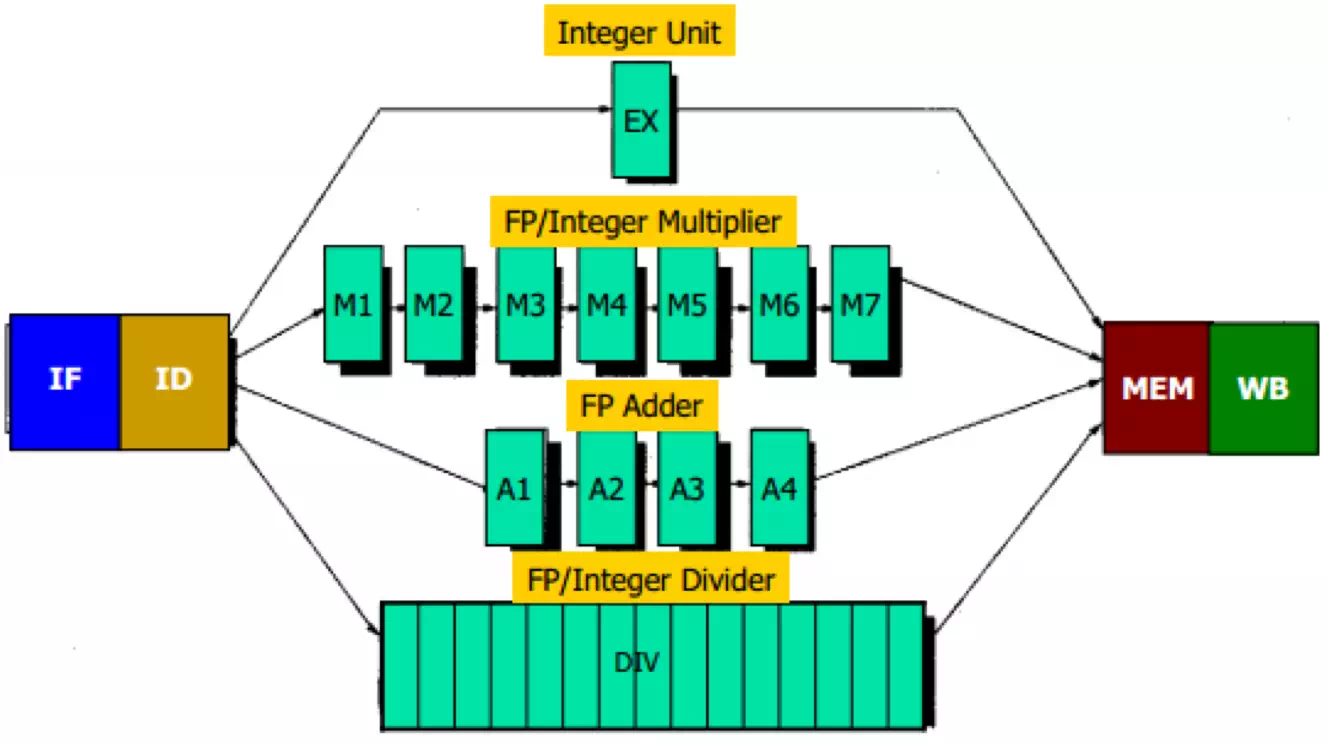 Integer Unit
EX
FP/Integer Multiplier
M1 M2 M3 M4 M5 M6 M7
IF ID
MEM WB
FP Adder
A1 A2 A3 A4
FP/Integer Divider
DIV